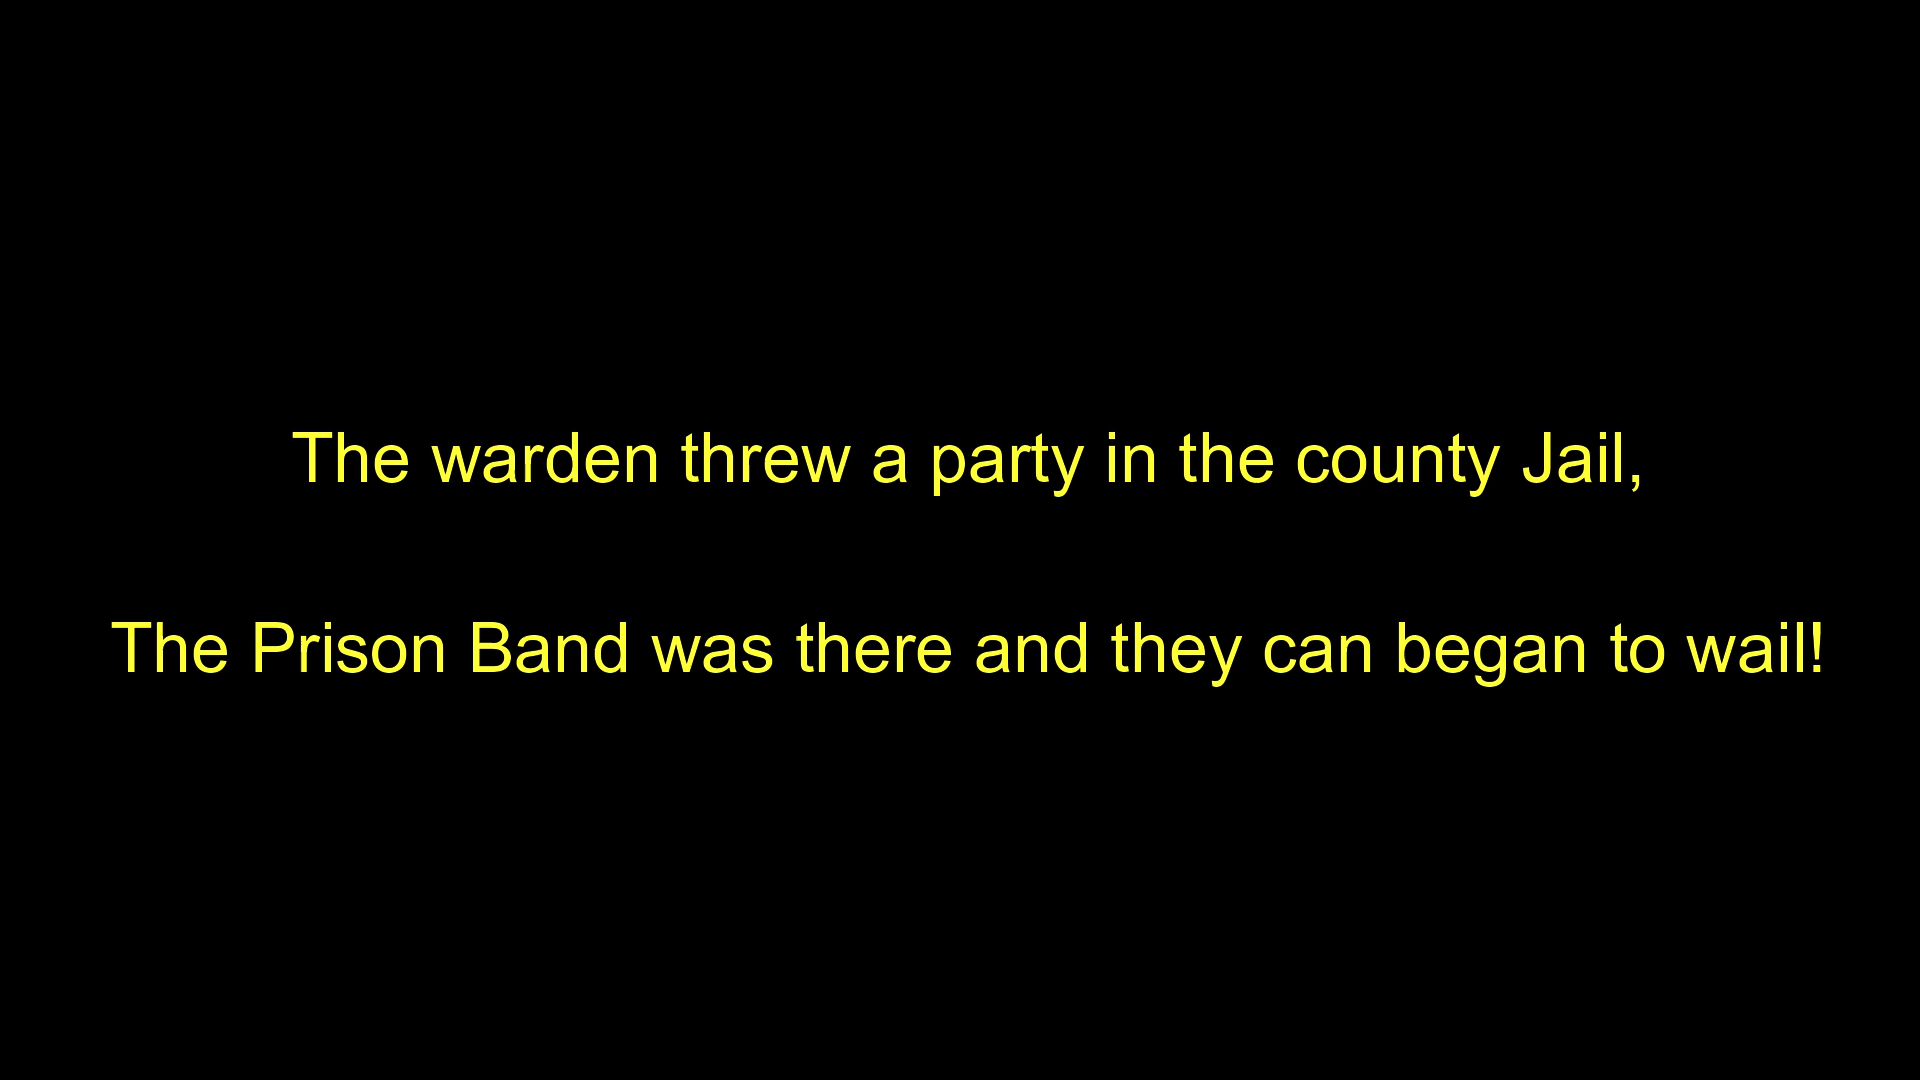 The warden threw a party in the county Jail,
The Prison Band was there and they can began to wail!